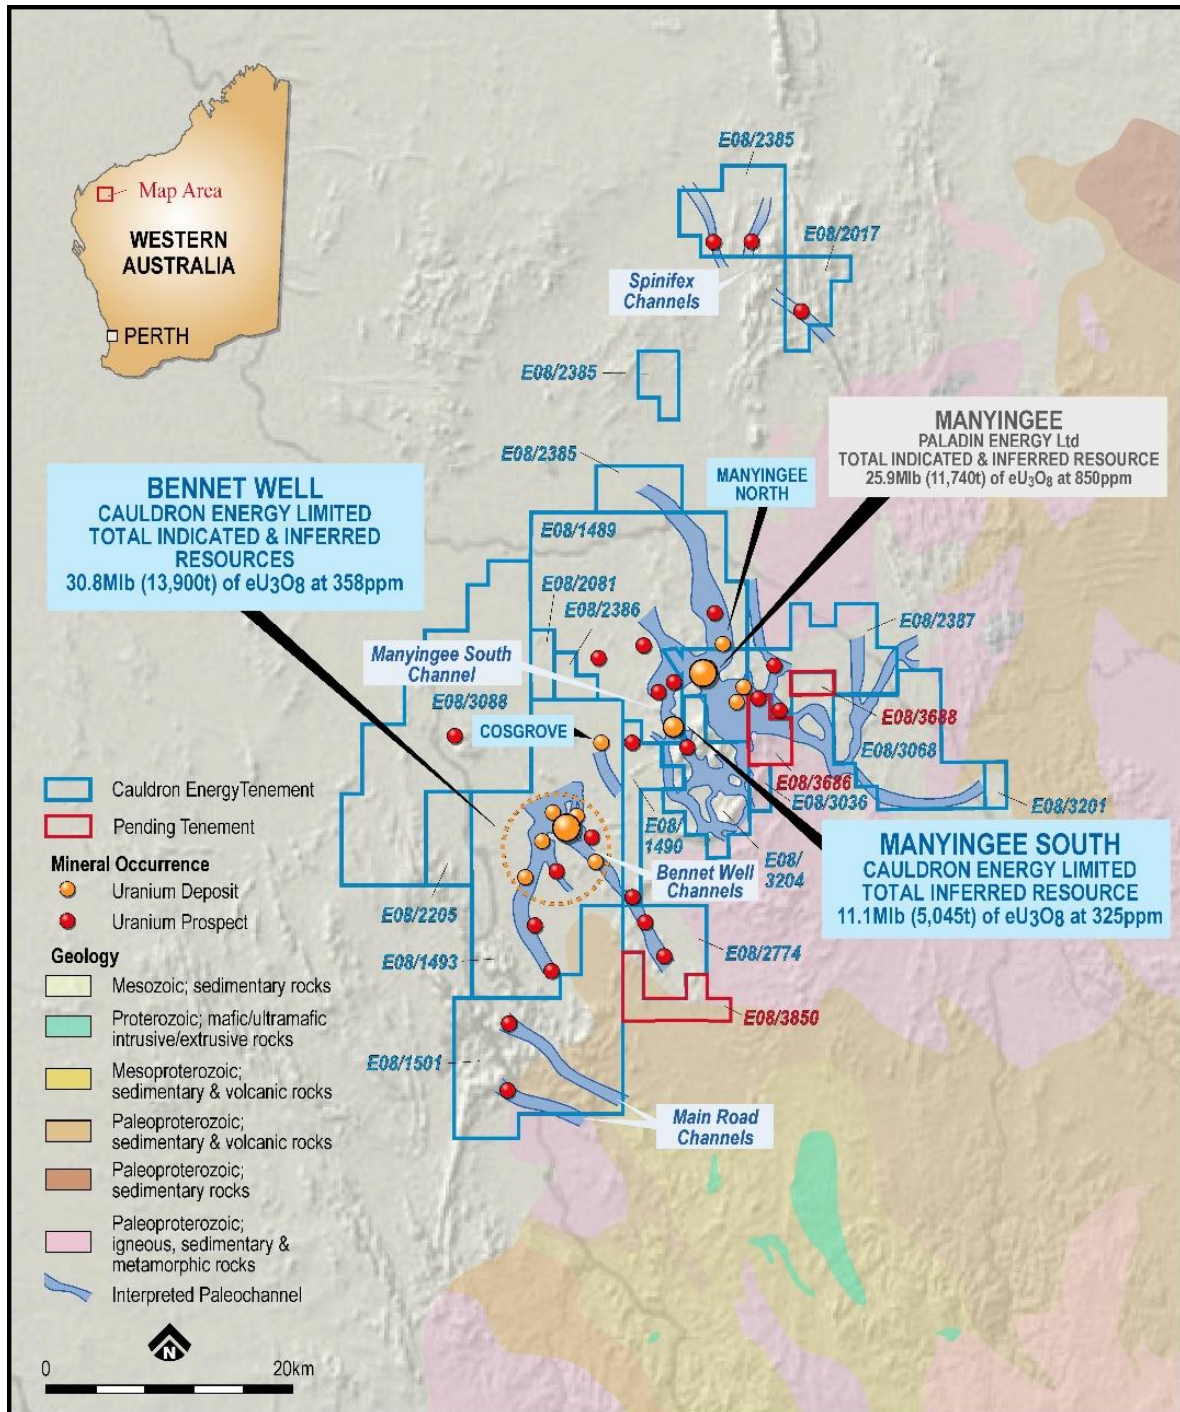 Map Area
WESTERN
AUSTRALIA
PERTH
E08/2385
E08/2017
Spinifex
Channels
E08/2385
MANYINGEE
PALADIN ENERGY Ltd
TOTAL INDICATED & INFERRED RESOURCE
25.9Mlb (11,740t) of eU₃O₈ at 850ppm
E08/2385
MANYINGEE
NORTH
BENNET WELL
CAULDRON ENERGY LIMITED
TOTAL INDICATED & INFERRED
RESOURCES
30.8Mlb (13,900t) of eU3O8 at 358ppm
E08/1489
E08/2081
E08/2386
E08/2387
Manyingee South
Channel
E08/3088
E08/3688
COSGROVE
E08/3068
E08/3686
E08/3036
E08/3201
E08/
1490
E08/
3204
Bennet Well
Channels
MANYINGEE SOUTH
CAULDRON ENERGY LIMITED
TOTAL INFERRED RESOURCE
11.1Mlb (5,045t) of eU₃O₈ at 325ppm
E08/2205
E08/1493
E08/2774
E08/3850
E08/1501
Main Road
Channels
Cauldron EnergyTenement
Pending Tenement
Mineral Occurrence
Uranium Deposit
Uranium Prospect
Geology
Mesozoic; sedimentary rocks
Proterozoic; mafic/ultramafic
intrusive/extrusive rocks
Mesoproterozoic;
sedimentary & volcanic rocks
Paleoproterozoic;
sedimentary & volcanic rocks
Paleoproterozoic;
sedimentary rocks
Paleoproterozoic;
igneous, sedimentary &
metamorphic rocks
Interpreted Paleochannel
N
0 20km